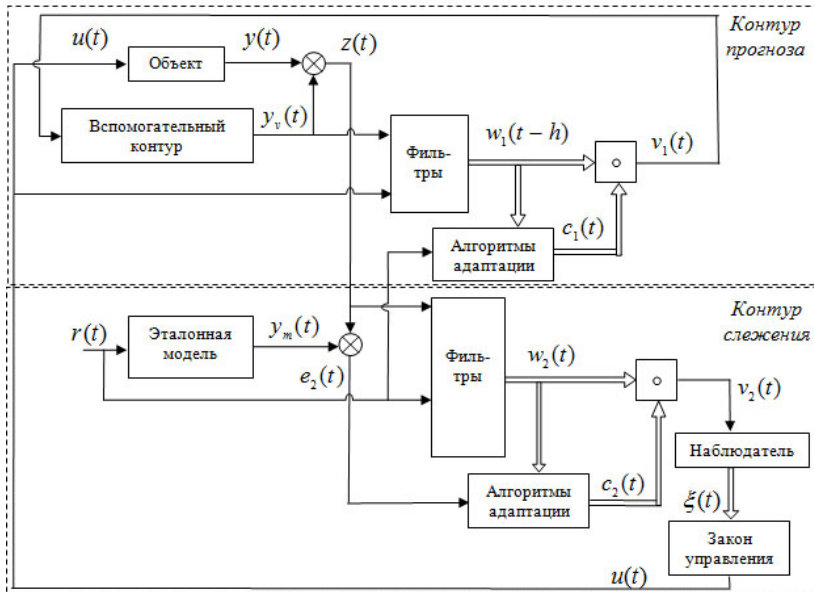 Контур
прогноза
u(t)
Объект
y(t)
z(t)
Вспомогательный
контур
y_v(t)
Филь-
тры
w_1(t − h)
v_1(t)
c_1(t)
Алгоритмы
адаптации
Контур
слежения
r(t)
Эталонная
модель
y_m(t)
e_2(t)
Филь-
тры
w_2(t)
v_2(t)
Наблюдатель
Алгоритмы
адаптации
c_2(t)
ξ(t)
Закон
управления
u(t)